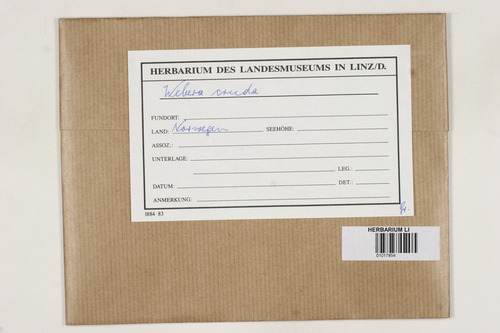 HERBARIUM DES LANDESMUSEUMS IN LINZ/D.
Webera cruda
FUNDORT:
LAND: Norwegen SEEHÖHE:
ASSOZ.:
UNTERLAGE:
LEG.:
DATUM: DET.:
ANMERKUNG:
1884 83
HERBARIUM LI
01017854